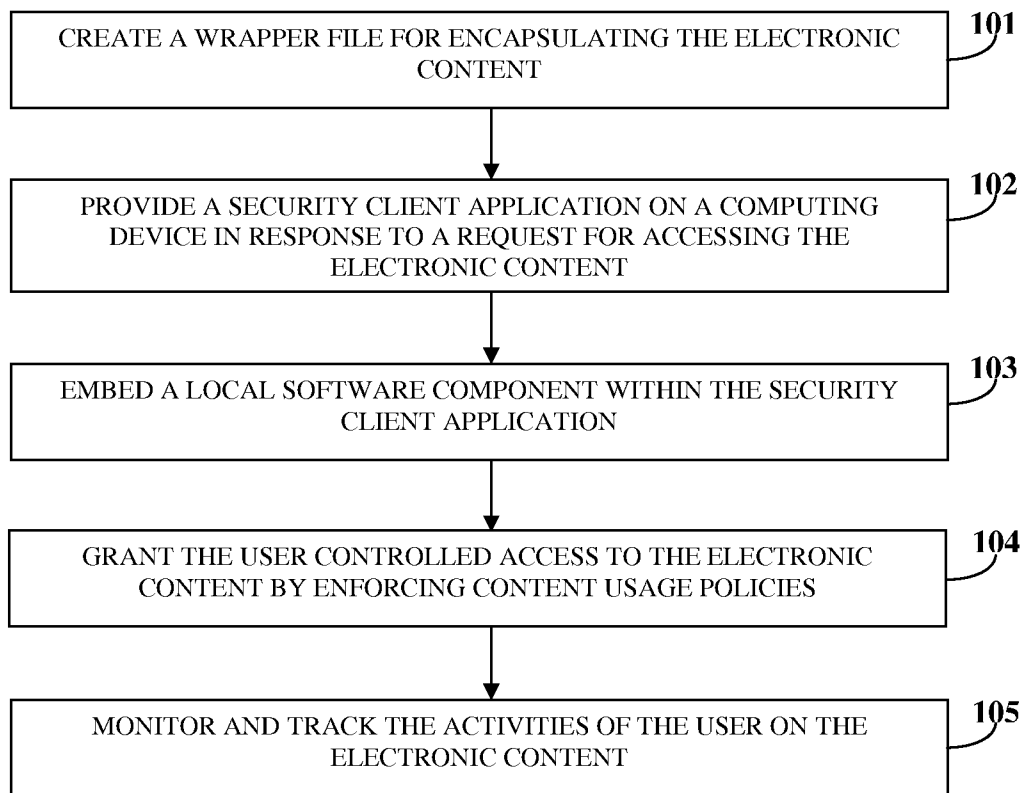 101
CREATE A WRAPPER FILE FOR ENCAPSULATING THE ELECTRONIC
CONTENT
102
PROVIDE A SECURITY CLIENT APPLICATION ON A COMPUTING
DEVICE IN RESPONSE TO A REQUEST FOR ACCESSING THE
ELECTRONIC CONTENT
103
EMBED A LOCAL SOFTWARE COMPONENT WITHIN THE SECURITY
CLIENT APPLICATION
104
GRANT THE USER CONTROLLED ACCESS TO THE ELECTRONIC
CONTENT BY ENFORCING CONTENT USAGE POLICIES
105
MONITOR AND TRACK THE ACTIVITIES OF THE USER ON THE
ELECTRONIC CONTENT